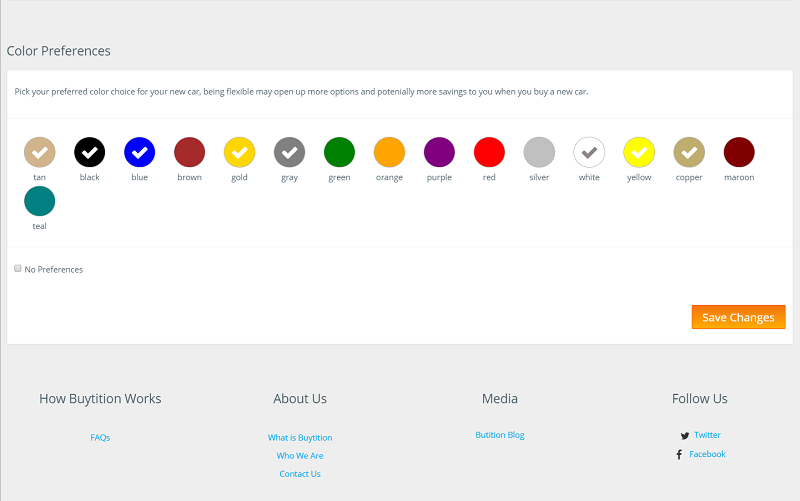 Color Preferences
Pick your preferred color choice for your new car, being flexible may open up more options and potenially more savings to you when you buy a new car.
tan black blue brown gold gray green orange purple red silver white yellow copper maroon
teal
No Preferences
Save Changes
How Buytition Works
FAQs
About Us
What is Buytition
Who We Are
Contact Us
Media
Butition Blog
Follow Us
Twitter
Facebook